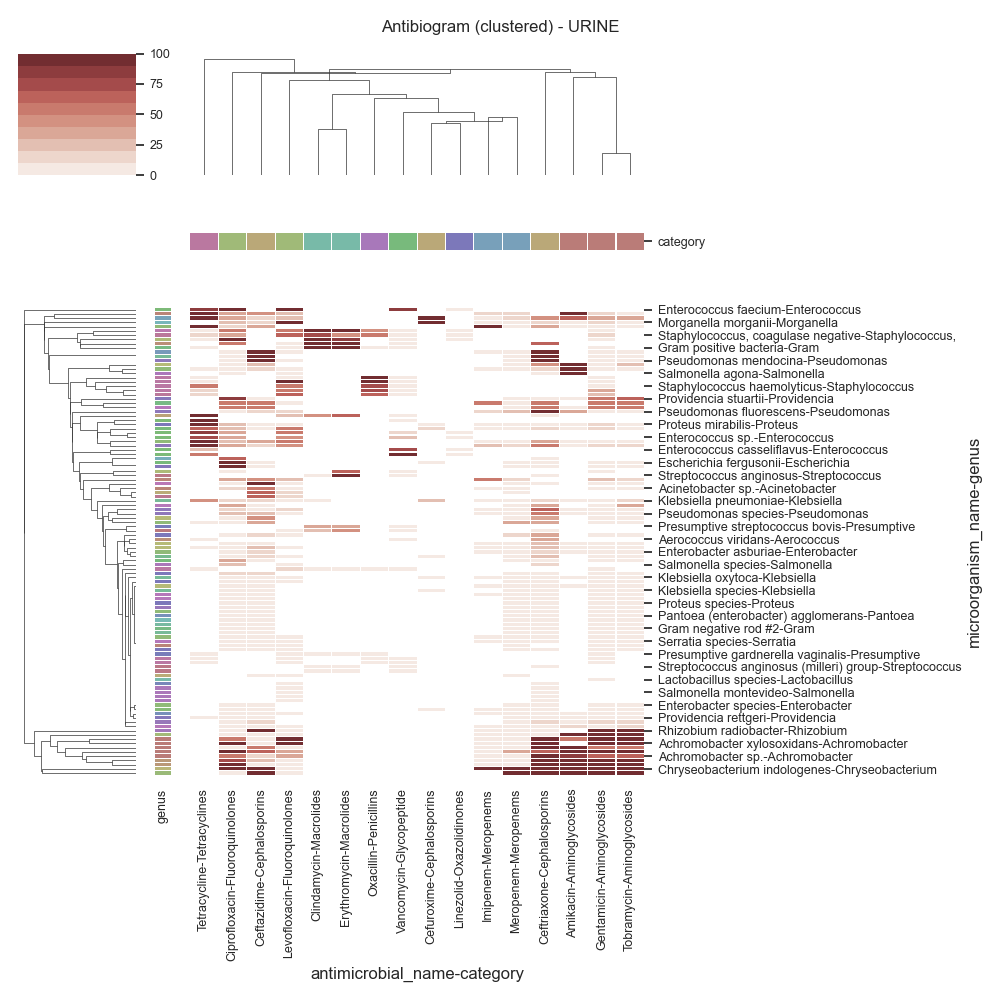 Antibiogram (clustered) - URINE
100
75
50
25
0
category
Enterococcus faecium-Enterococcus
Morganella morganii-Morganella
Staphylococcus, coagulase negative-Staphylococcus,
Gram positive bacteria-Gram
Pseudomonas mendocina-Pseudomonas
Salmonella agona-Salmonella
Staphylococcus haemolyticus-Staphylococcus
Providencia stuartii-Providencia
Pseudomonas fluorescens-Pseudomonas
Proteus mirabilis-Proteus
Enterococcus sp.-Enterococcus
Enterococcus casseliflavus-Enterococcus
Escherichia fergusonii-Escherichia
Streptococcus anginosus-Streptococcus
Acinetobacter sp.-Acinetobacter
Klebsiella pneumoniae-Klebsiella
Pseudomonas species-Pseudomonas
Presumptive streptococcus bovis-Presumptive
Aerococcus viridans-Aerococcus
Enterobacter asburiae-Enterobacter
Salmonella species-Salmonella
Klebsiella oxytoca-Klebsiella
Klebsiella species-Klebsiella
Proteus species-Proteus
Pantoea (enterobacter) agglomerans-Pantoea
Gram negative rod #2-Gram
Serratia species-Serratia
Presumptive gardnerella vaginalis-Presumptive
Streptococcus anginosus (milleri) group-Streptococcus
Lactobacillus species-Lactobacillus
Salmonella montevideo-Salmonella
Enterobacter species-Enterobacter
Providencia rettgeri-Providencia
Rhizobium radiobacter-Rhizobium
Achromobacter xylosoxidans-Achromobacter
Achromobacter sp.-Achromobacter
Chryseobacterium indologenes-Chryseobacterium
microorganism_name-genus
genus
Tetracycline-Tetracyclines
Ciprofloxacin-Fluoroquinolones
Ceftazidime-Cephalosporins
Levofloxacin-Fluoroquinolones
Clindamycin-Macrolides
Erythromycin-Macrolides
Oxacillin-Penicillins
Vancomycin-Glycopeptide
Cefuroxime-Cephalosporins
Linezolid-Oxazolidinones
Imipenem-Meropenems
Meropenem-Meropenems
Ceftriaxone-Cephalosporins
Amikacin-Aminoglycosides
Gentamicin-Aminoglycosides
Tobramycin-Aminoglycosides
antimicrobial_name-category